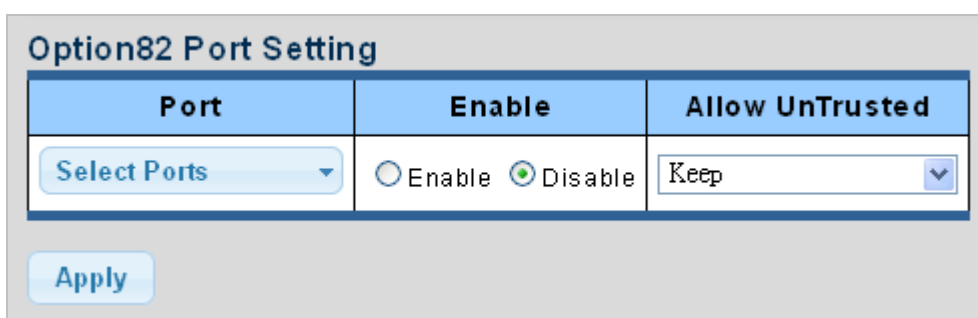 Option82 Port Setting
Port Enable Allow UnTrusted
Select Ports Enable Disable Keep
Apply